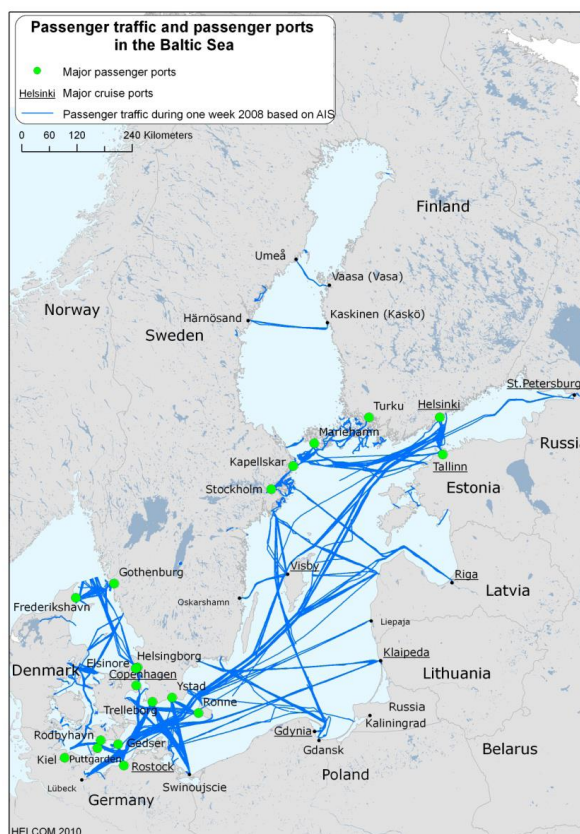 Passenger traffic and passenger ports
in the Baltic Sea
Major passenger ports
Helsinki Major cruise ports
Passenger traffic during one week 2008 based on AIS
0 60 120 240 Kilometers
Finland
Umeå
Vaasa (Vasa)
Norway
Härnösand
Kaskinen (Kaskö)
Sweden
St.Petersburg
Turku
Helsinki
Mariehamn
Russia
Kapellskar
Tallinn
Stockholm
Estonia
Visby
Gothenburg
Riga
Oskarshamn
Latvia
Frederikshavn
Liepaja
Helsingborg
Klaipeda
Denmark
Elsinore
Copenhagen
Lithuania
Ystad
Trelleborg
Ronne
Russia
Kaliningrad
Rodbyhavn
Gedser
Gdynia
Gdansk
Belarus
Kiel
Puttgarden
Rostock
Poland
Lübeck
Swinoujscie
Germany
HELCOM 2010